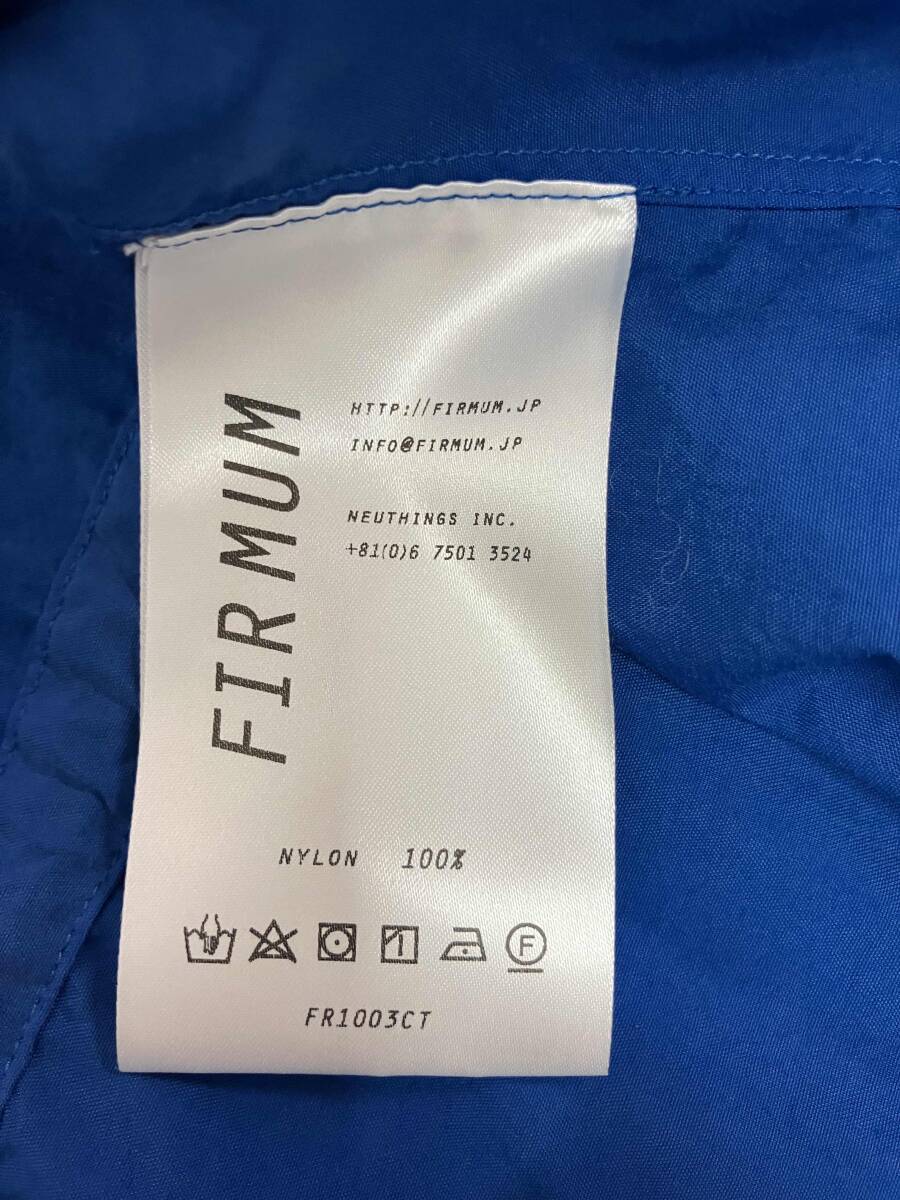 FIRMUM
HTTP://FIRMUM.JP
INFO@FIRMUM.JP
NEUTHINGS INC.
+81(0)6 7501 3524
NYLON 100%
F
FR1003CT